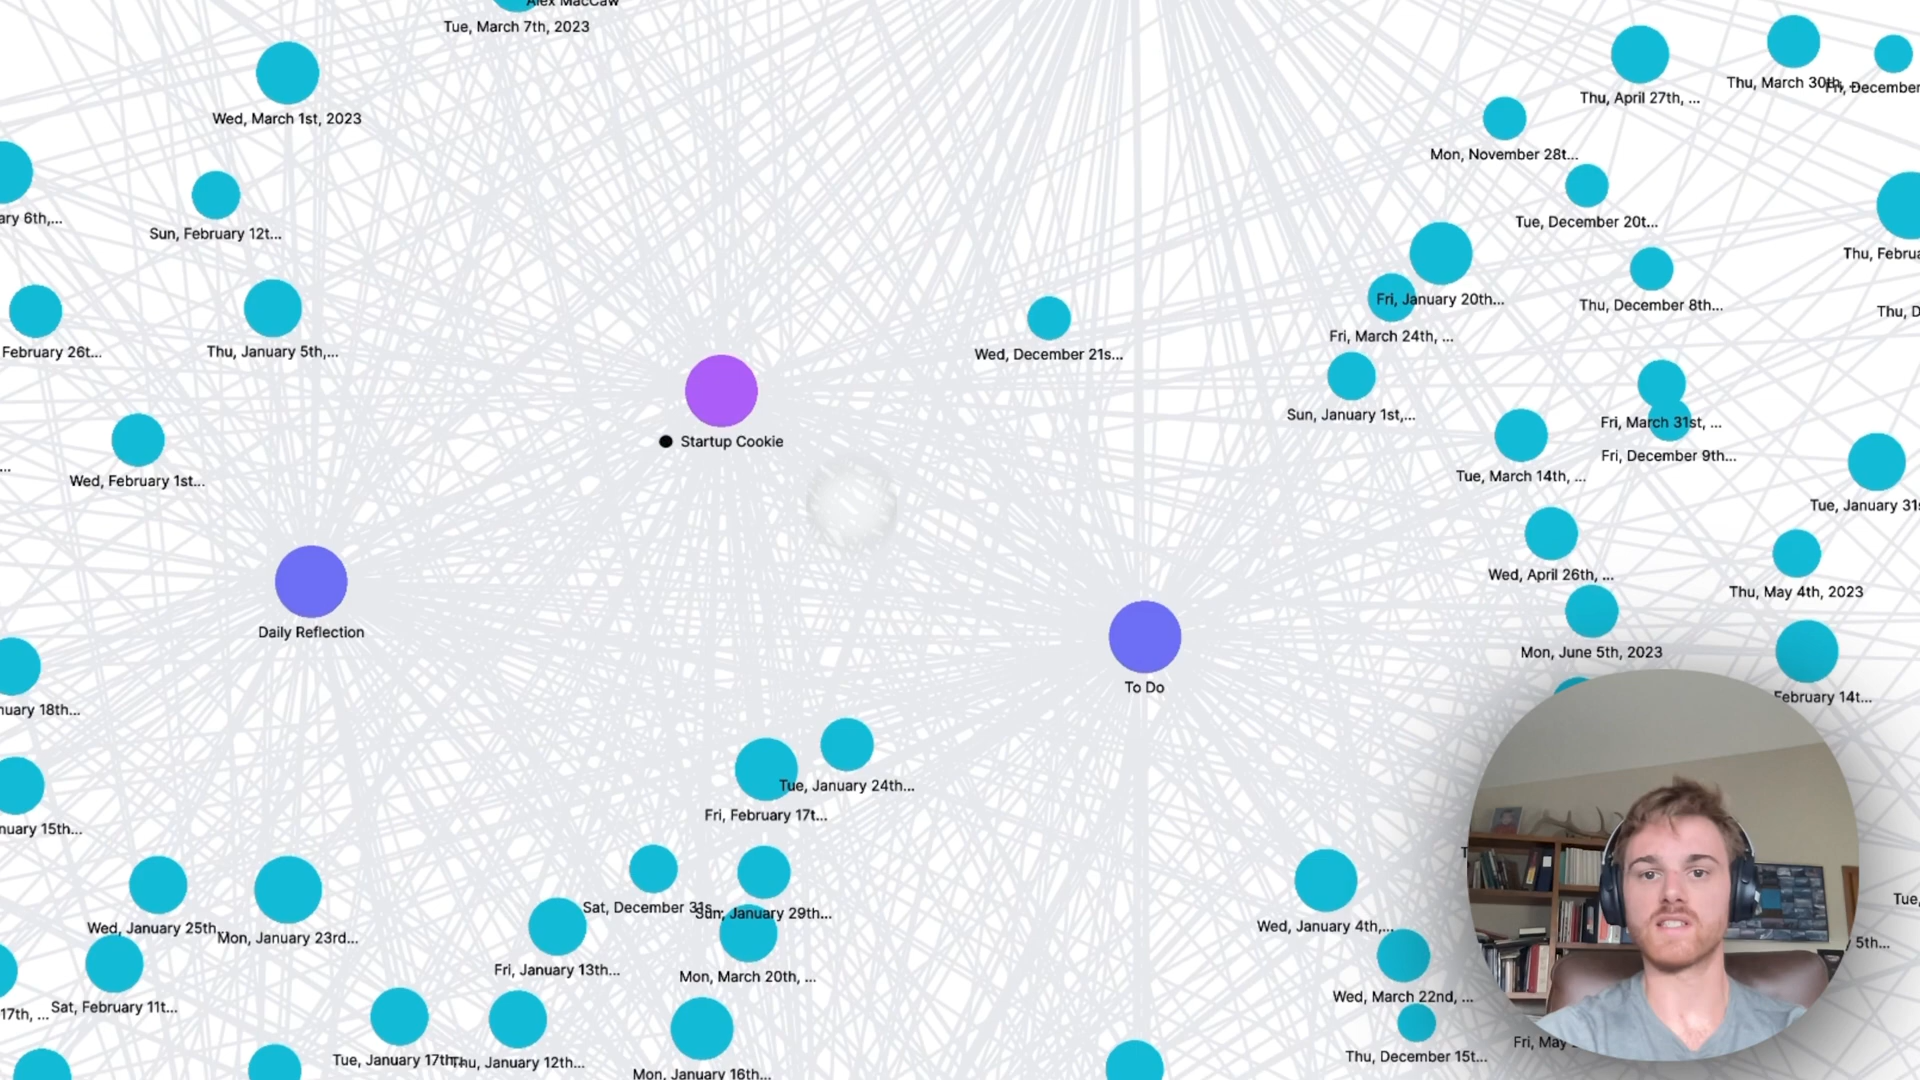 Alex MacCaw
Tue, March 7th, 2023
Wed, March 1st, 2023
Thu, April 27th, ...
Thu, March 30th, ...
Fri, December
Mon, November 28t...
ary 6th,...
Sun, February 12t...
Tue, December 20t...
Thu, Februa
Fri, January 20th...
Thu, December 8th...
Thu, D
Fri, March 24th, ...
February 26t...
Thu, January 5th,...
Wed, December 21s...
Sun, January 1st,...
Fri, March 31st, ...
Startup Cookie
Fri, December 9th...
...
Wed, February 1st...
Tue, March 14th, ...
Tue, January 31s
Wed, April 26th, ...
Thu, May 4th, 2023
Daily Reflection
Mon, June 5th, 2023
To Do
February 14t...
nuary 18th...
Tue, January 24th...
Fri, February 17t...
nuary 15th...
T
Tue,
Sat, December 31s...
Sun, January 29th...
Wed, January 25th...
Mon, January 23rd...
Wed, January 4th,...
5th...
Fri, January 13th...
Mon, March 20th, ...
Wed, March 22nd, ...
17th, ...
Sat, February 11t...
Fri, May
Tue, January 17th...
Thu, January 12th...
Thu, December 15t...
Mon, January 16th...